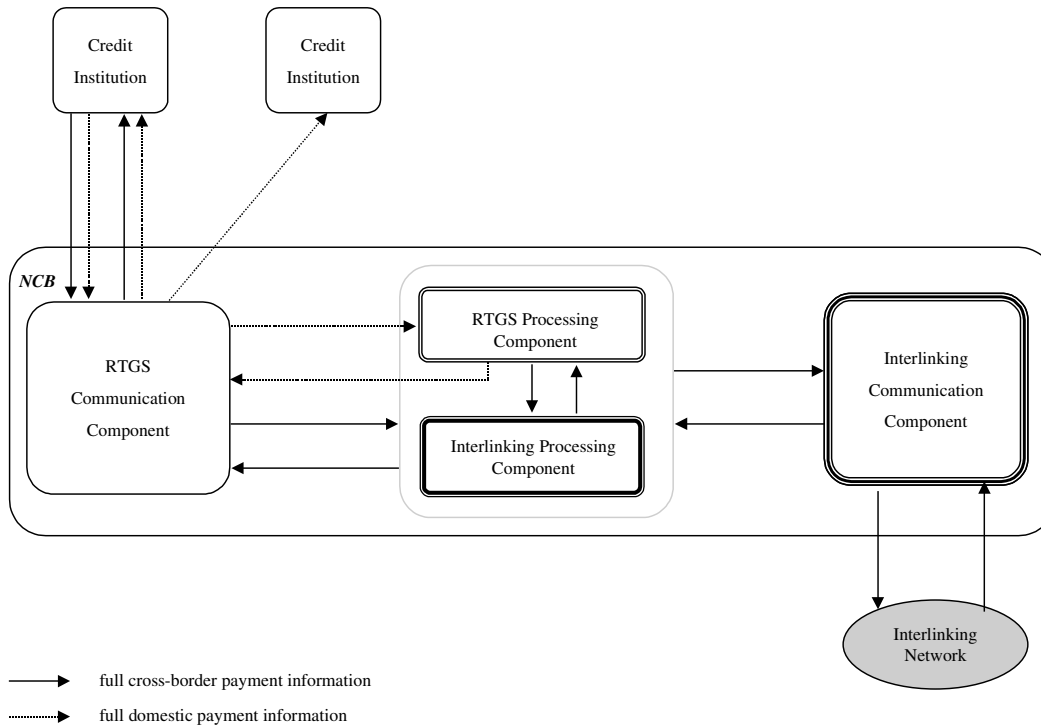 Credit
Institution
Credit
Institution
NCB
RTGS
Communication
Component
RTGS Processing
Component
Interlinking Processing
Component
Interlinking
Communication
Component
Interlinking
Network
full cross-border payment information
full domestic payment information